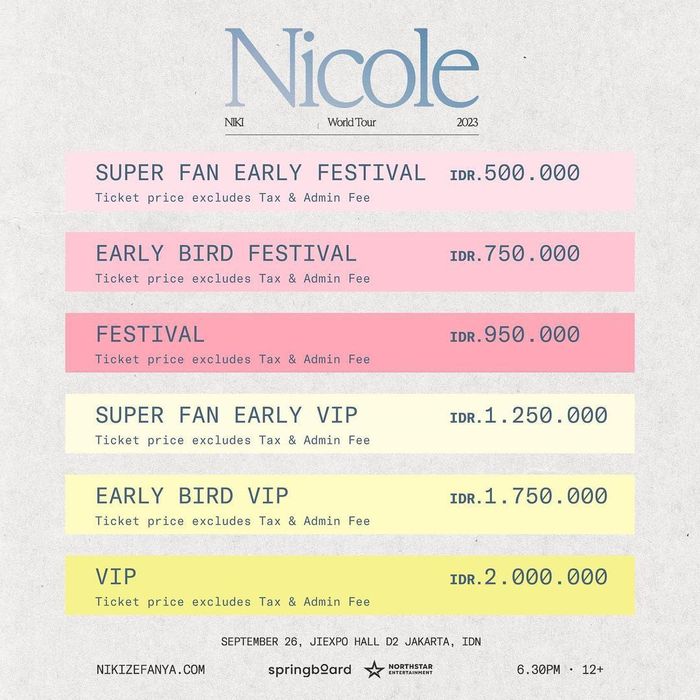 Nicole
NIKI World Tour 2023
SUPER FAN EARLY FESTIVAL IDR.500.000
Ticket price excludes Tax & Admin Fee
EARLY BIRD FESTIVAL IDR.750.000
Ticket price excludes Tax & Admin Fee
FESTIVAL IDR.950.000
Ticket price excludes Tax & Admin Fee
SUPER FAN EARLY VIP IDR.1.250.000
Ticket price excludes Tax & Admin Fee
EARLY BIRD VIP IDR.1.750.000
Ticket price excludes Tax & Admin Fee
VIP IDR.2.000.000
Ticket price excludes Tax & Admin Fee
SEPTEMBER 26, JIEXPO HALL D2 JAKARTA, IDN
NIKIZEFANYA.COM springboard NORTHSTAR ENTERTAINMENT 6.30PM · 12+